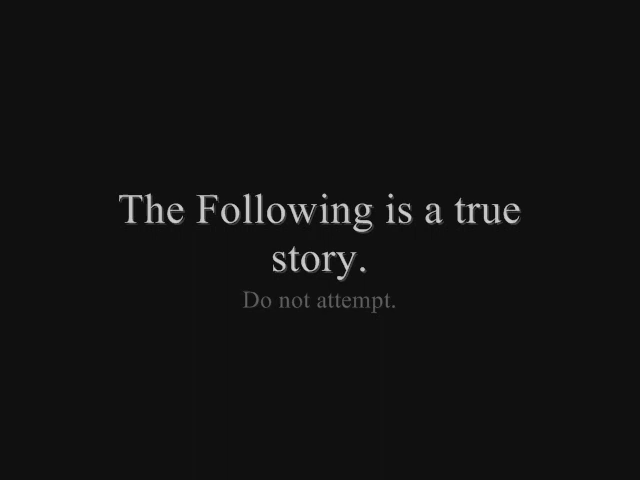 The Following is a true
story.
Do not attempt.